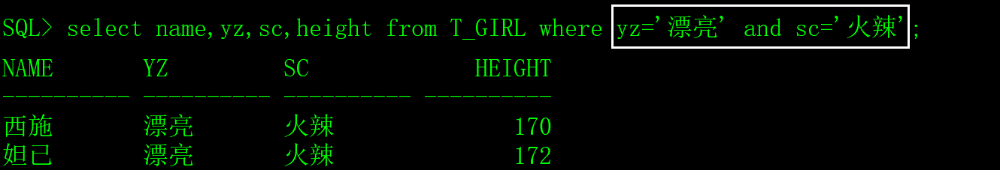 SQL> select name,yz,sc,height from T_GIRL where yz='漂亮' and sc='火辣';
NAME       YZ         SC             HEIGHT
---------- ---------- ---------- ----------
西施       漂亮       火辣              170
妲己       漂亮       火辣              172